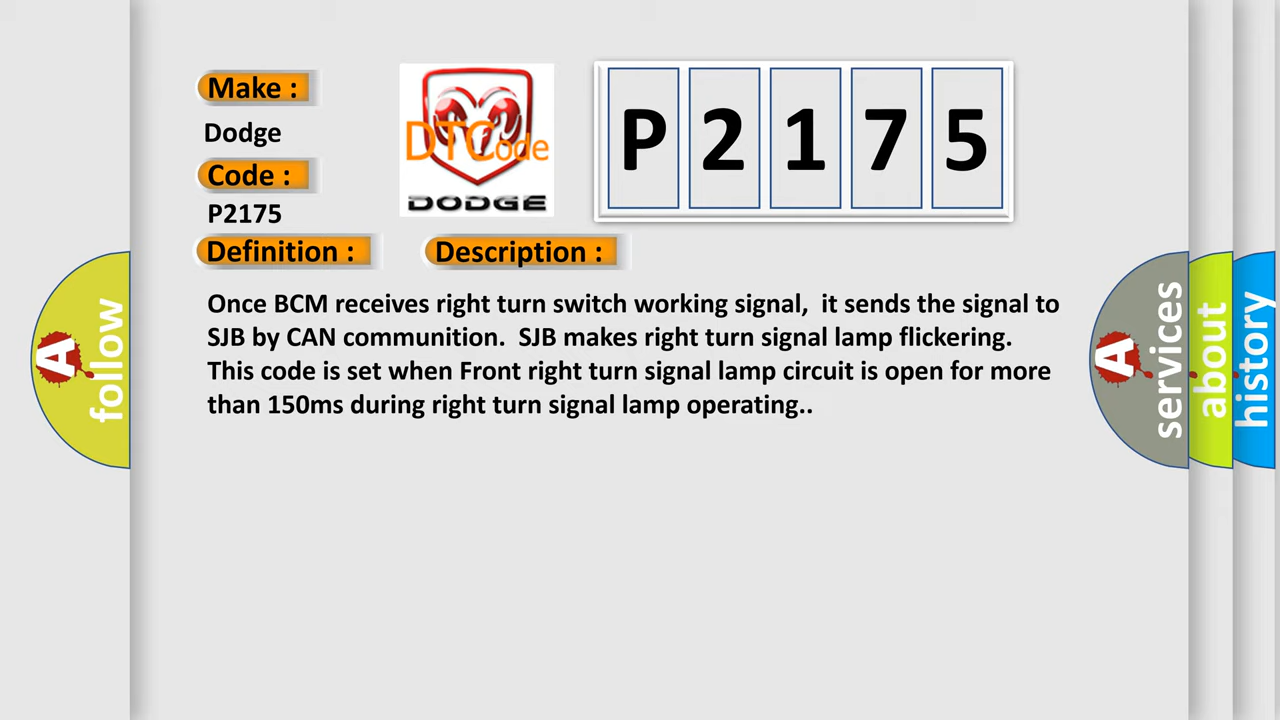 Make :
Dodge
Code :
P2175
Definition :
Description :
DTCode
DODGE
P 2 1 7 5
Once BCM receives right turn switch working signal,  it sends the signal to
SJB by CAN communition  SJB makes right turn signal lamp flickering
This code is set when Front right turn signal lamp circuit is open for more
than 150ms during right turn signal lamp operating..
A follow
A services
about
history